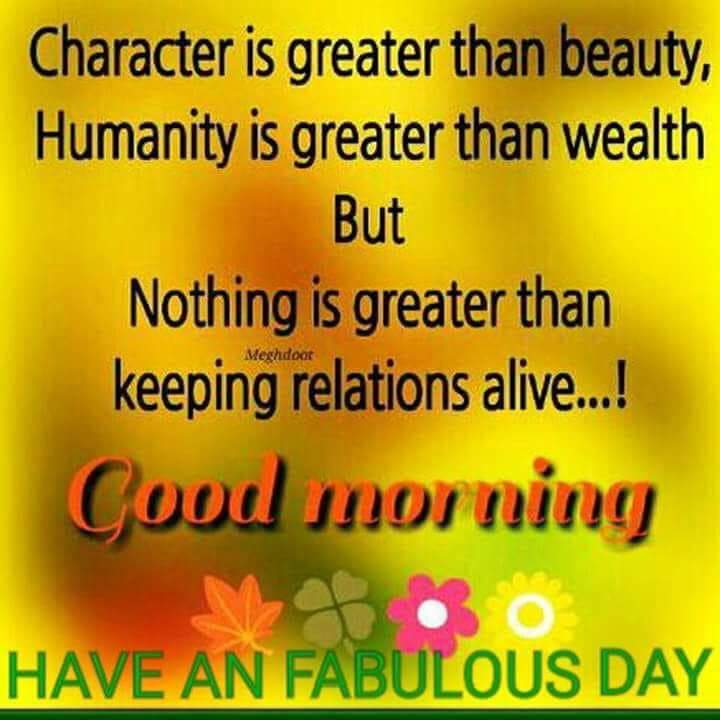 Character is greater than beauty,
Humanity is greater than wealth
But
Nothing is greater than
Meghdoot
keeping relations alive...!
Good morning
HAVE AN FABULOUS DAY